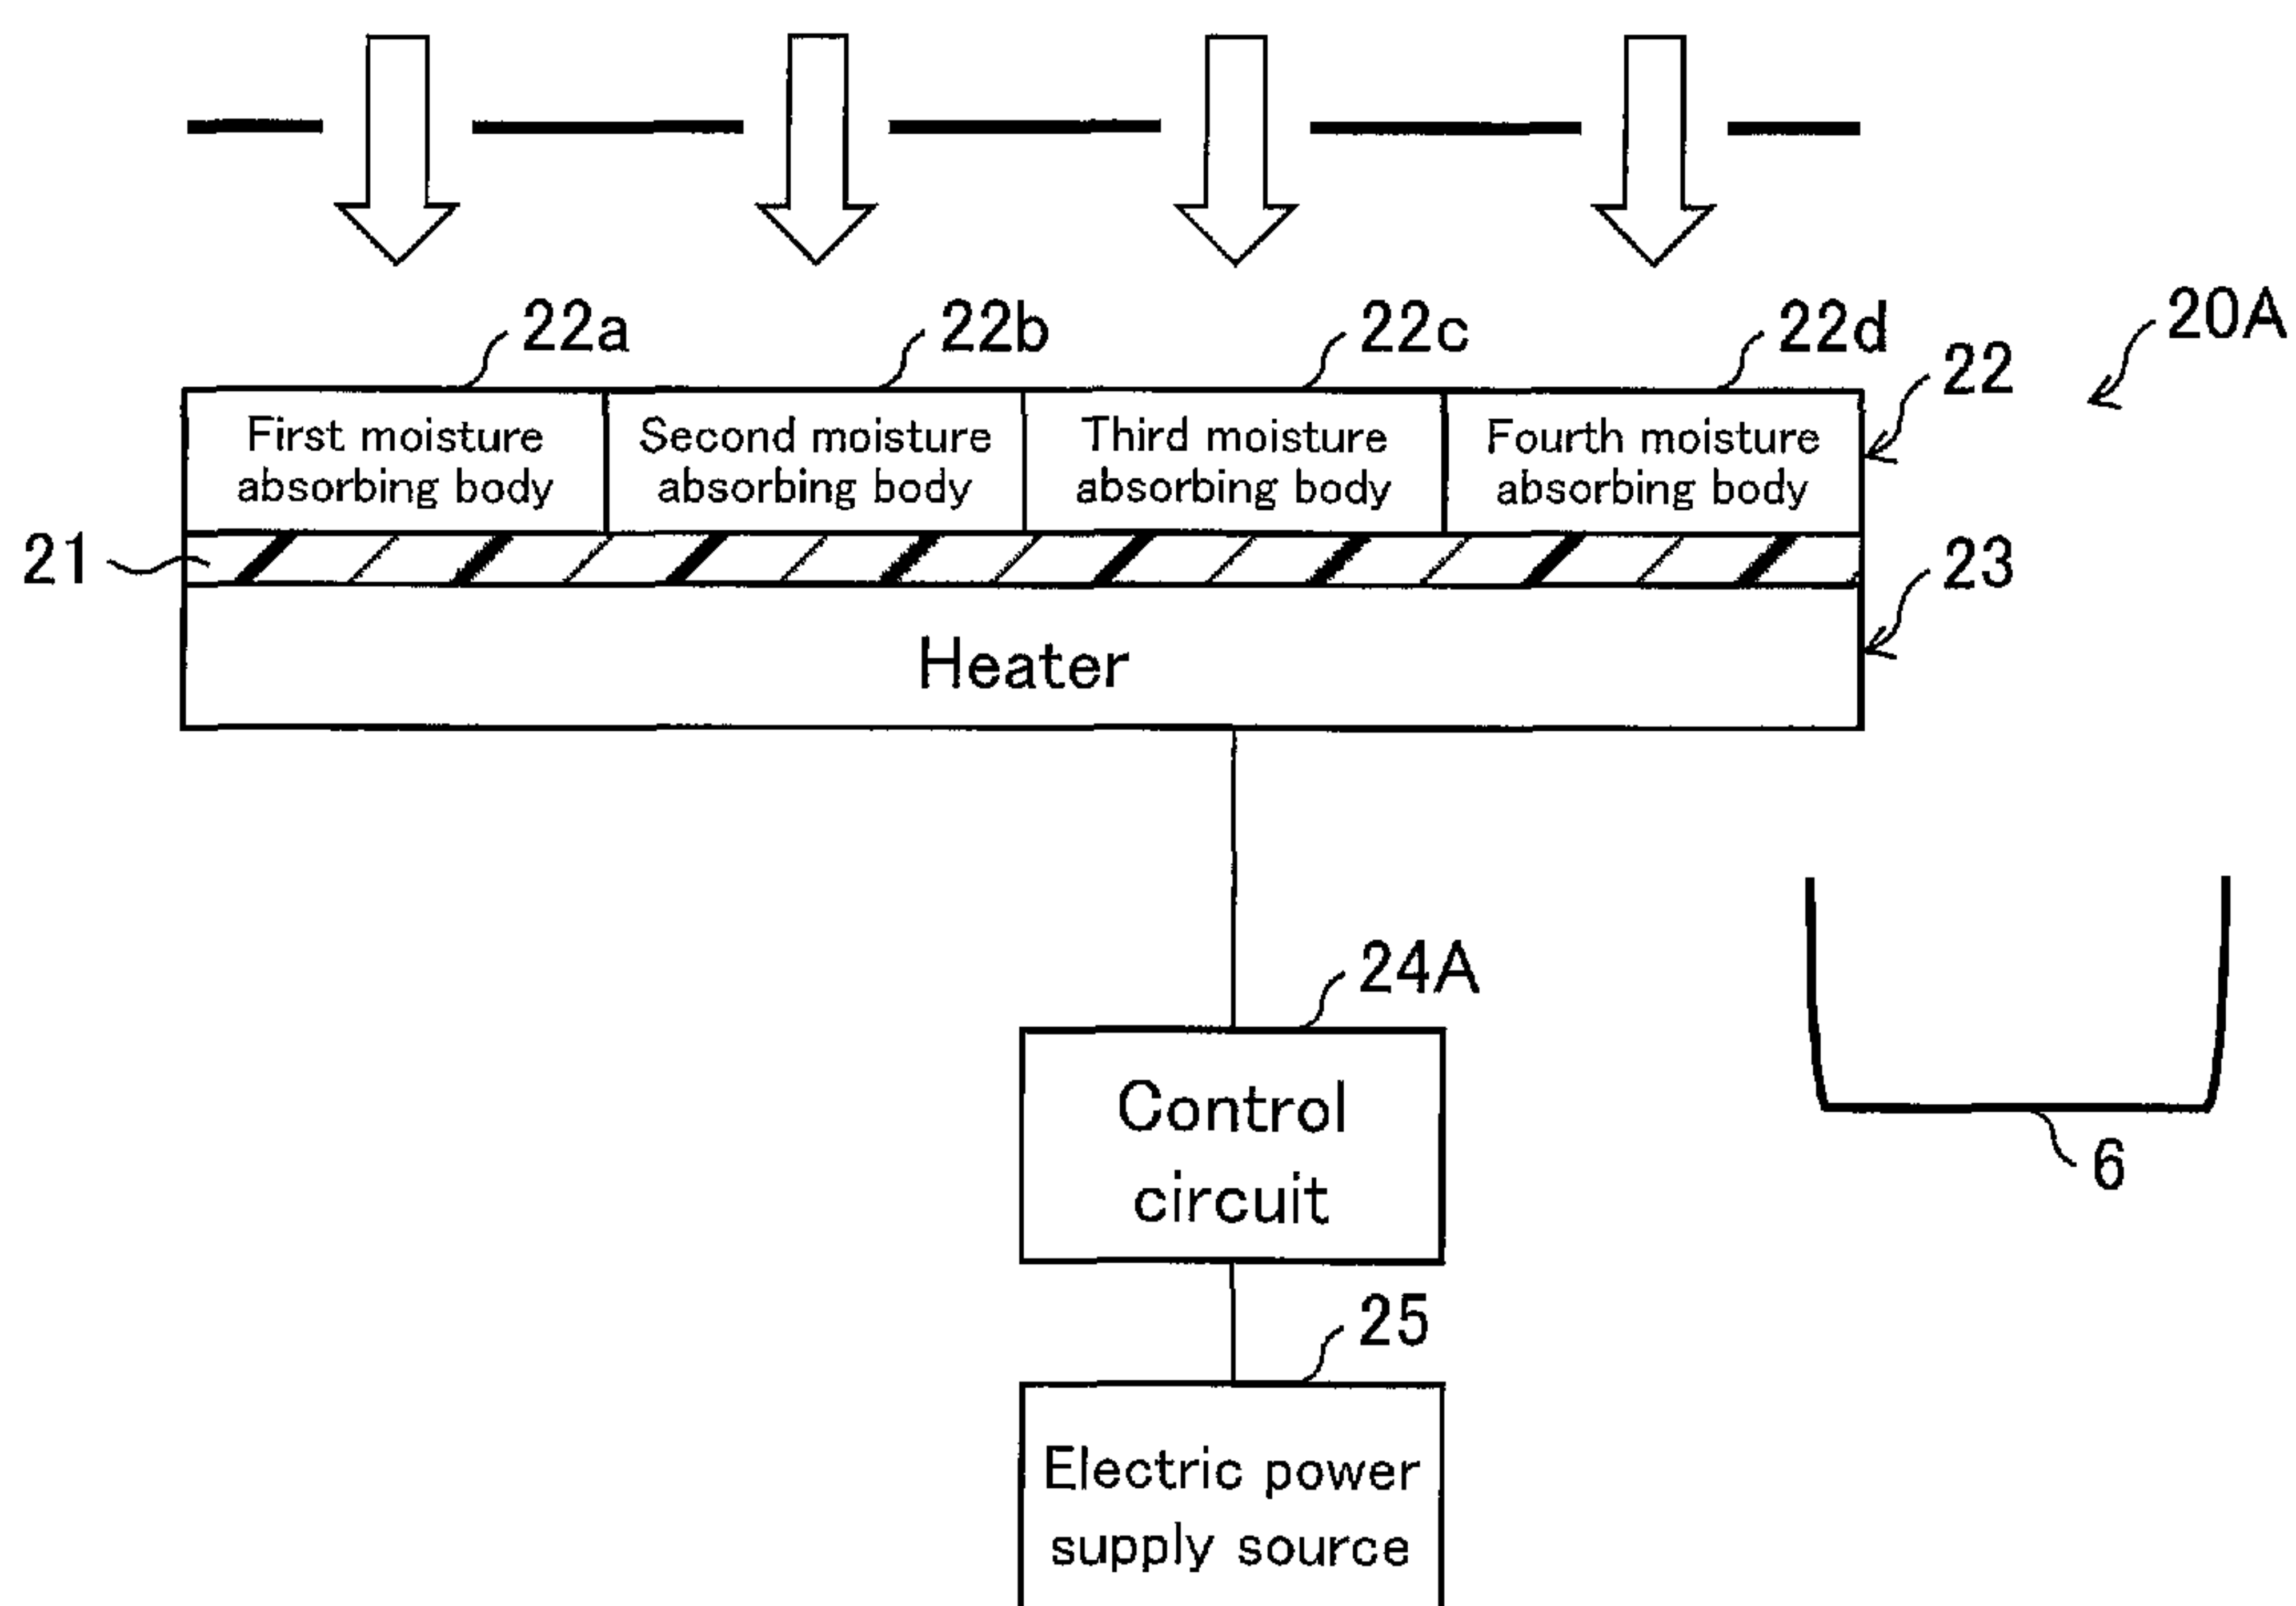 22a
22b
22c
22d
20A
22
First moisture
absorbing body
Second moisture
absorbing body
Third moisture
absorbing body
Fourth moisture
absorbing body
21
23
Heater
24A
Control
circuit
6
25
Electric power
supply source